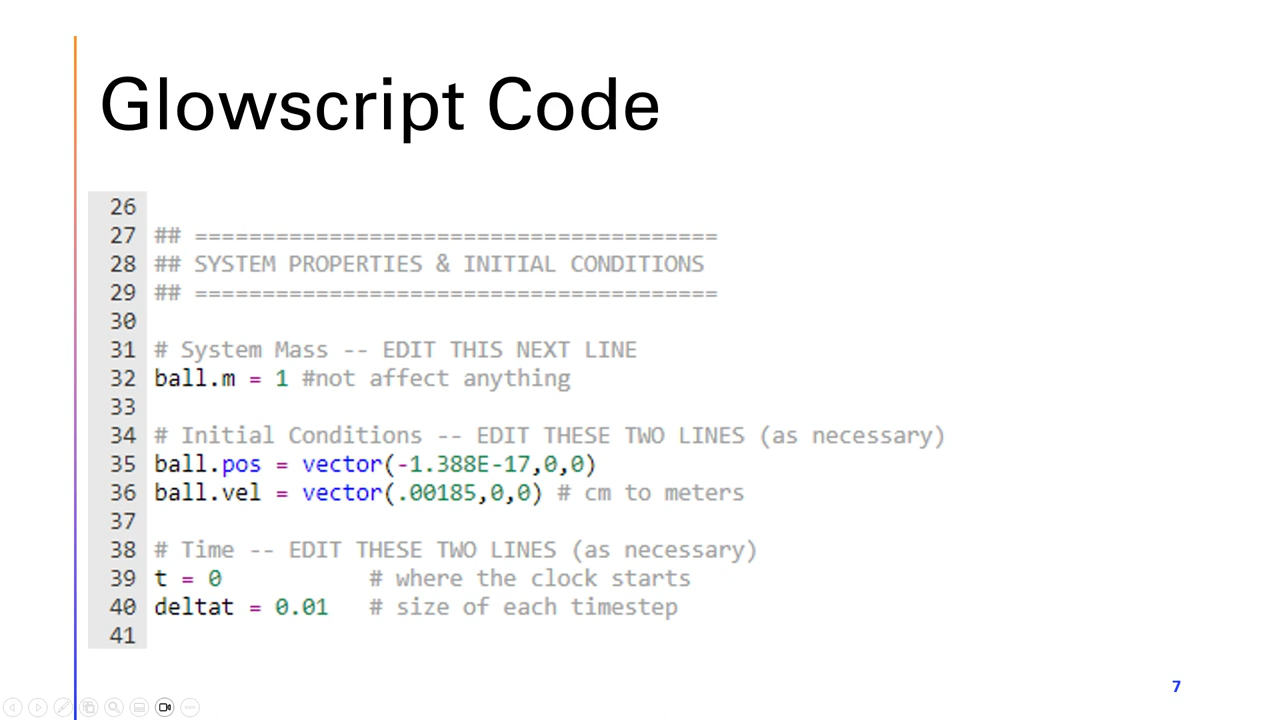 Glowscript Code
26
27 ## =======================================
28 ## SYSTEM PROPERTIES & INITIAL CONDITIONS
29 ## =======================================
30
31 # System Mass -- EDIT THIS NEXT LINE
32 ball.m = 1 #not affect anything
33
34 # Initial Conditions -- EDIT THESE TWO LINES (as necessary)
35 ball.pos = vector(-1.388E-17,0,0)
36 ball.vel = vector(.00185,0,0) # cm to meters
37
38 # Time -- EDIT THESE TWO LINES (as necessary)
39 t = 0           # where the clock starts
40 deltat = 0.01   # size of each timestep
41
7